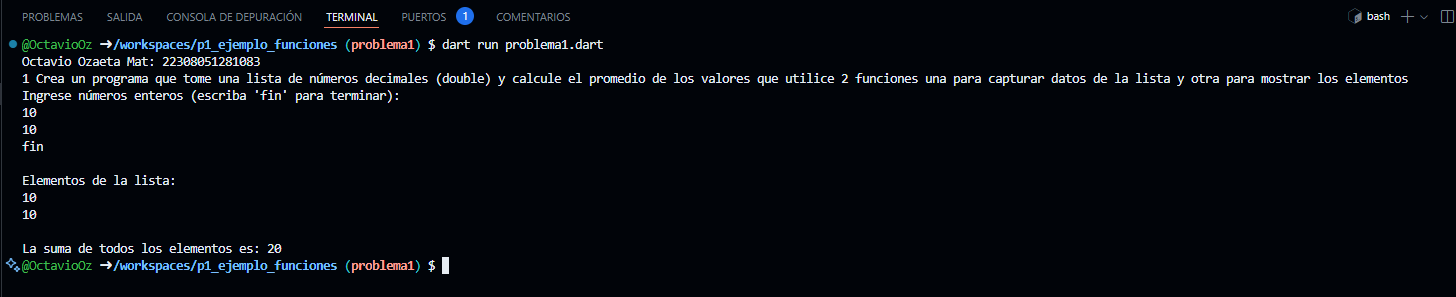 PROBLEMAS SALIDA CONSOLA DE DEPURACIÓN TERMINAL PUERTOS 1 COMENTARIOS bash
@OctavioOz ➜/workspaces/p1_ejemplo_funciones (problema1) $ dart run problema1.dart
Octavio Ozaeta Mat: 22308051281083
1 Crea un programa que tome una lista de números decimales (double) y calcule el promedio de los valores que utilice 2 funciones una para capturar datos de la lista y otra para mostrar los elementos
Ingrese números enteros (escriba 'fin' para terminar):
10
10
fin
Elementos de la lista:
10
10
La suma de todos los elementos es: 20
@OctavioOz ➜/workspaces/p1_ejemplo_funciones (problema1) $